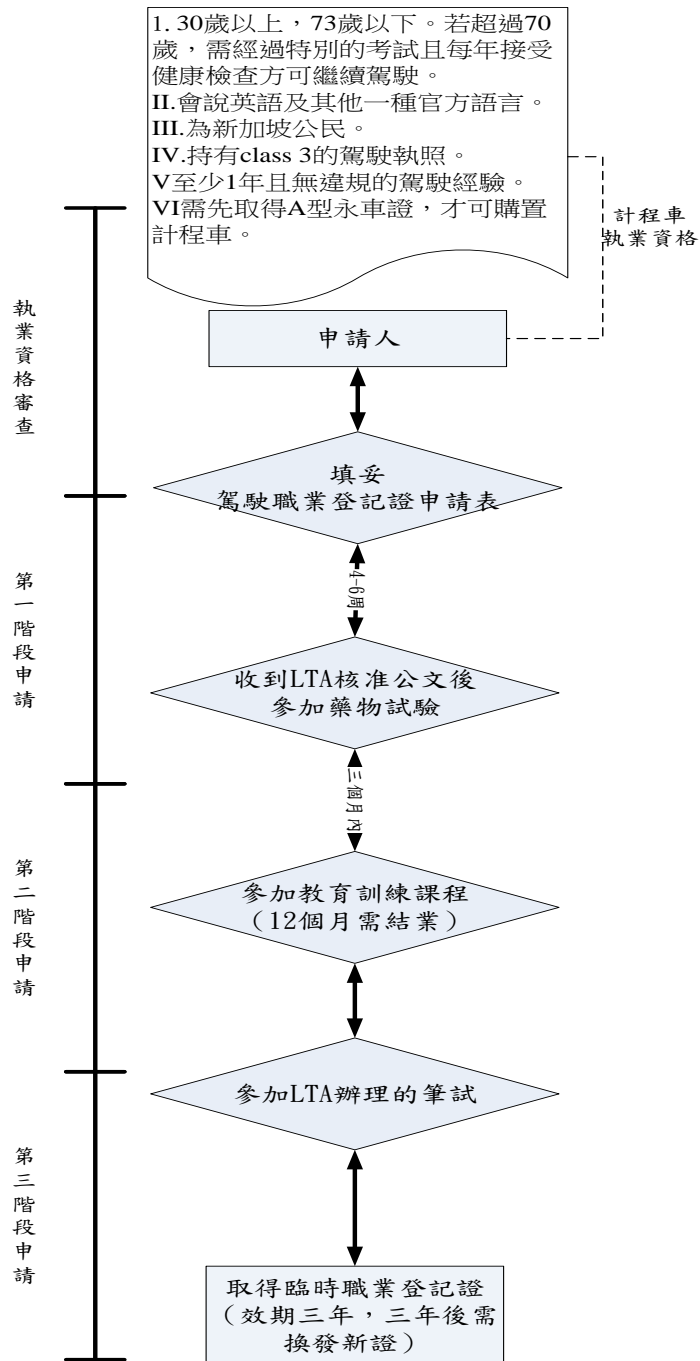 1. 30歲以上，73歲以下。若超過70
歲，需經過特別的考試且每年接受
健康檢查方可繼續駕駛。
II.會說英語及其他一種官方語言。
III.為新加坡公民。
IV.持有class 3的駕駛執照。
V至少1年且無違規的駕駛經驗。
VI需先取得A型永車證，才可購置
計程車。
計程車
執業資格
執業資格審查
申請人
填妥
駕駛職業登記證申請表
4-6周
第一階段申請
收到LTA核准公文後
參加藥物試驗
三個月內
第二階段申請
參加教育訓練課程
（12個月需結業）
參加LTA辦理的筆試
第三階段申請
取得臨時職業登記證
（效期三年，三年後需
換發新證）